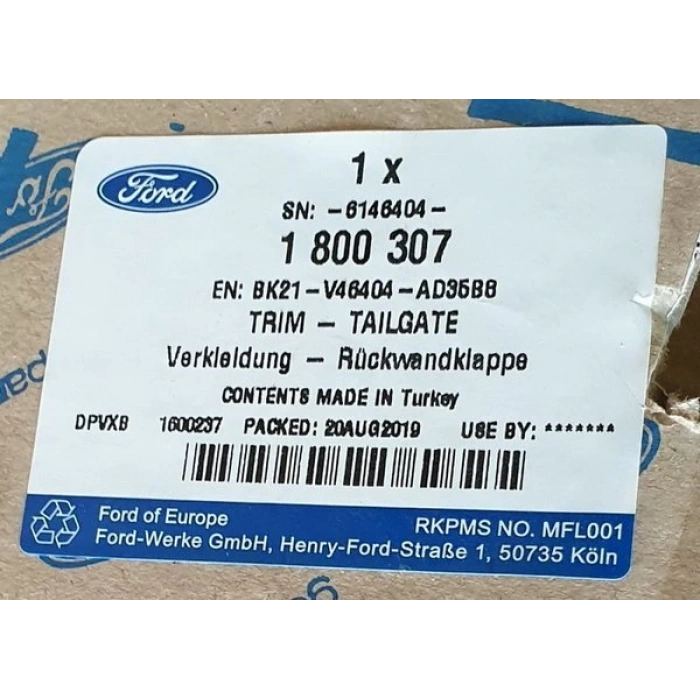 Ford
1 x
SN: -6146404-
1 800 307
EN: BK21-V46404-AD35B8
TRIM - TAILGATE
Verkleidung - Rückwandklappe
CONTENTS MADE IN Turkey
DPVXB 1600237 PACKED: 20AUG2019 USE BY: *******
Ford of Europe
RKPMS NO. MFL001
Ford-Werke GmbH, Henry-Ford-Straße 1, 50735 Köln